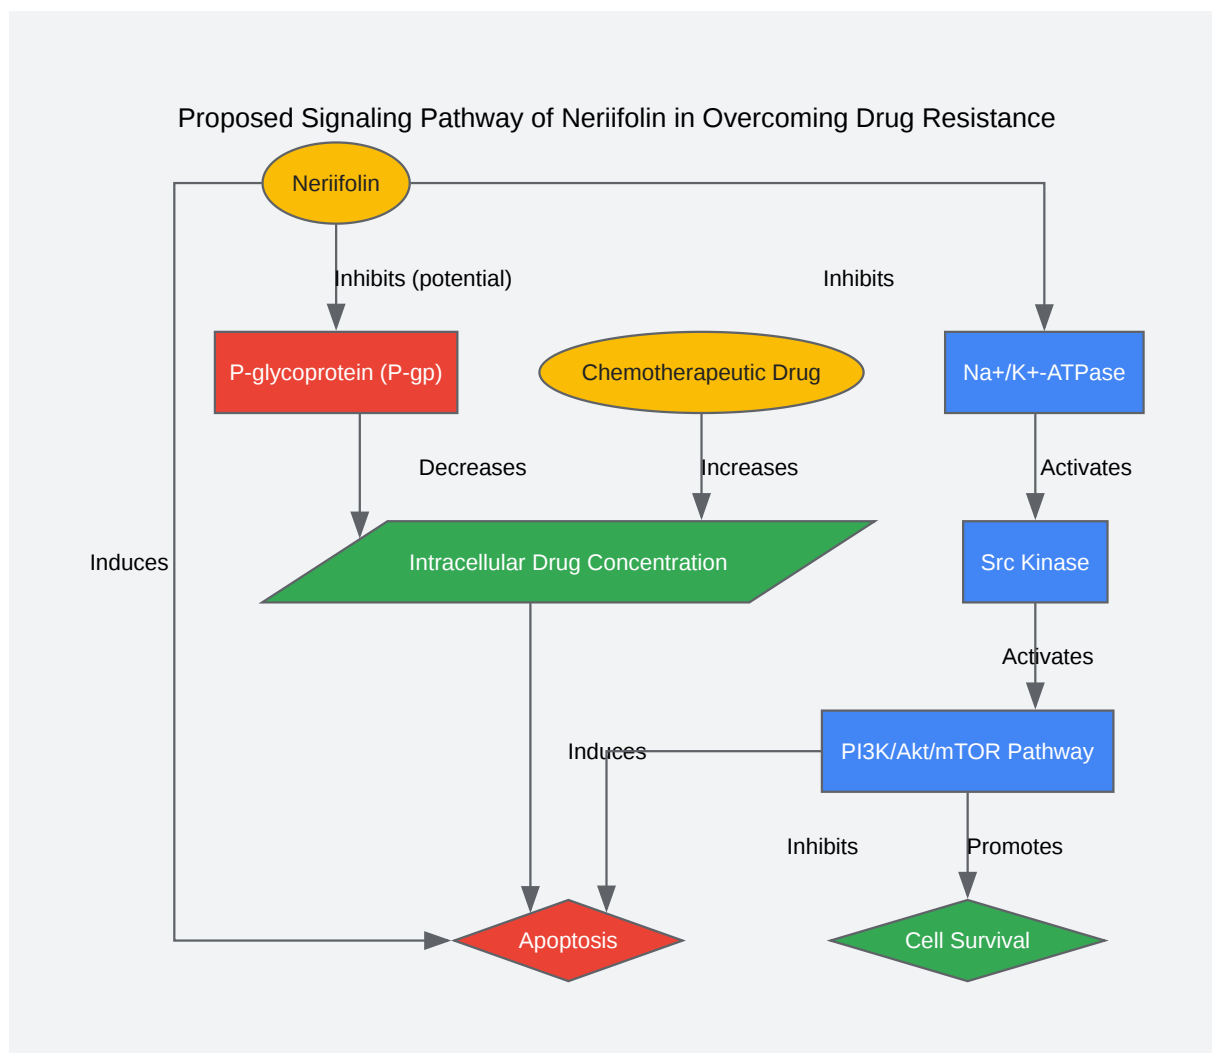 Proposed Signaling Pathway of Neriifolin in Overcoming Drug Resistance
Neriifolin
Inhibits (potential)
Inhibits
P-glycoprotein (P-gp)
Chemotherapeutic Drug
Na+/K+-ATPase
Decreases
Increases
Activates
Induces
Intracellular Drug Concentration
Src Kinase
Activates
Induces
PI3K/Akt/mTOR Pathway
Inhibits
Promotes
Apoptosis
Cell Survival